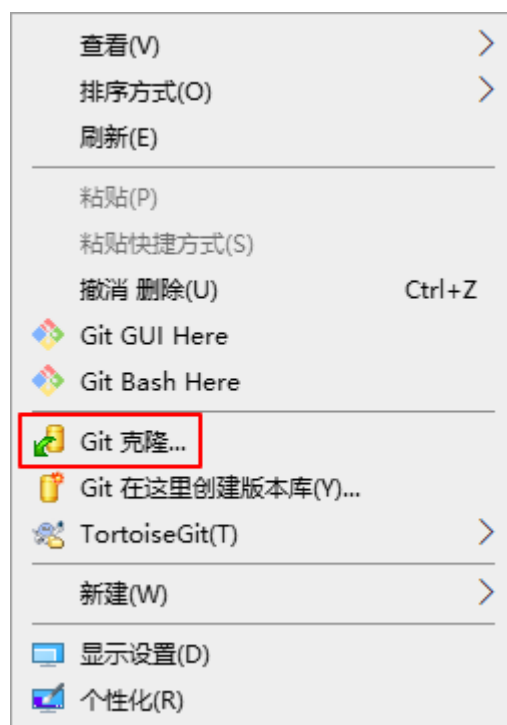 查看(V)
排序方式(O)
刷新(E)
粘贴(P)
粘贴快捷方式(S)
撤消 删除(U) Ctrl+Z
Git GUI Here
Git Bash Here
Git 克隆...
Git 在这里创建版本库(Y)...
TortoiseGit(T)
新建(W)
显示设置(D)
个性化(R)